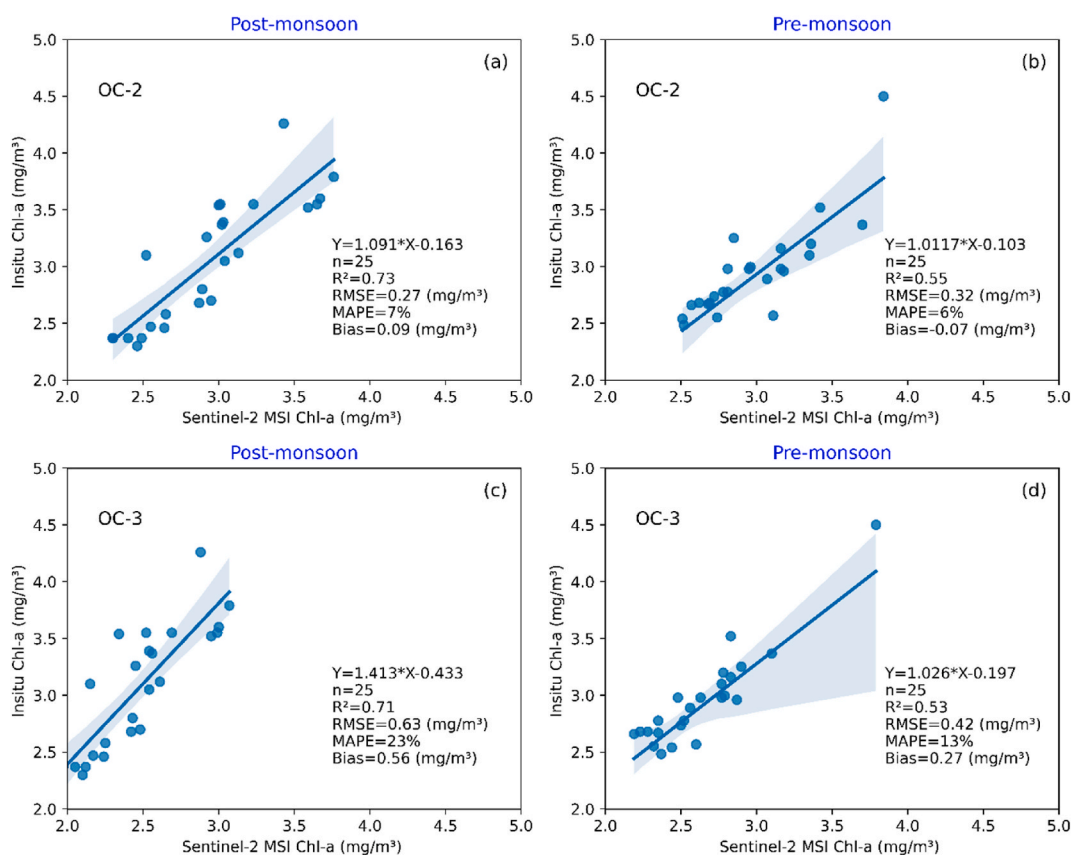 Post-monsoon
(a)
OC-2
Insitu Chl-a (mg/m³)
5.0
4.5
4.0
3.5
3.0
2.5
2.0
Y=1.091*X-0.163
n=25
R²=0.73
RMSE=0.27 (mg/m³)
MAPE=7%
Bias=0.09 (mg/m³)
2.0 2.5 3.0 3.5 4.0 4.5 5.0
Sentinel-2 MSI Chl-a (mg/m³)
Pre-monsoon
(b)
OC-2
Insitu Chl-a (mg/m³)
5.0
4.5
4.0
3.5
3.0
2.5
2.0
Y=1.0117*X-0.103
n=25
R²=0.55
RMSE=0.32 (mg/m³)
MAPE=6%
Bias=-0.07 (mg/m³)
2.0 2.5 3.0 3.5 4.0 4.5 5.0
Sentinel-2 MSI Chl-a (mg/m³)
Post-monsoon
(c)
OC-3
Insitu Chl-a (mg/m³)
5.0
4.5
4.0
3.5
3.0
2.5
2.0
Y=1.413*X-0.433
n=25
R²=0.71
RMSE=0.63 (mg/m³)
MAPE=23%
Bias=0.56 (mg/m³)
2.0 2.5 3.0 3.5 4.0 4.5 5.0
Sentinel-2 MSI Chl-a (mg/m³)
Pre-monsoon
(d)
OC-3
Insitu Chl-a (mg/m³)
5.0
4.5
4.0
3.5
3.0
2.5
2.0
Y=1.026*X-0.197
n=25
R²=0.53
RMSE=0.42 (mg/m³)
MAPE=13%
Bias=0.27 (mg/m³)
2.0 2.5 3.0 3.5 4.0 4.5 5.0
Sentinel-2 MSI Chl-a (mg/m³)